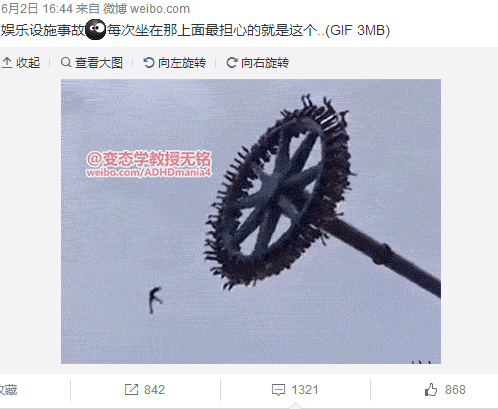 6月2日 16:44 来自 微博 weibo.com
娱乐设施事故每次坐在那上面最担心的就是这个..(GIF 3MB)
收起 查看大图 向左旋转 向右旋转
@变态学教授无铭
weibo.com/ADHDmania4
收藏 842 1321 868